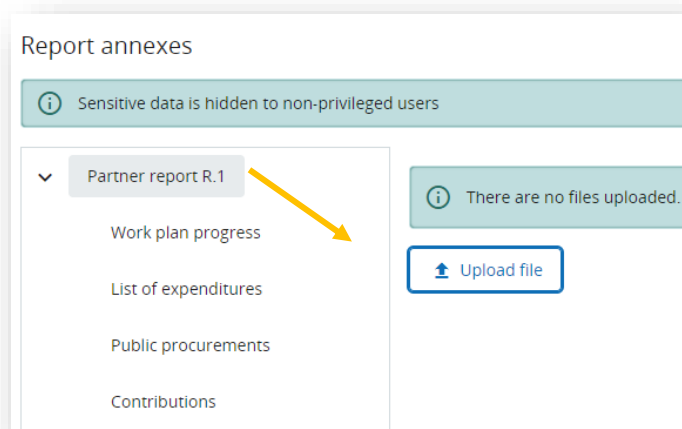 Report annexes
Sensitive data is hidden to non-privileged users
Partner report R.1
There are no files uploaded.
Work plan progress
Upload file
List of expenditures
Public procurements
Contributions